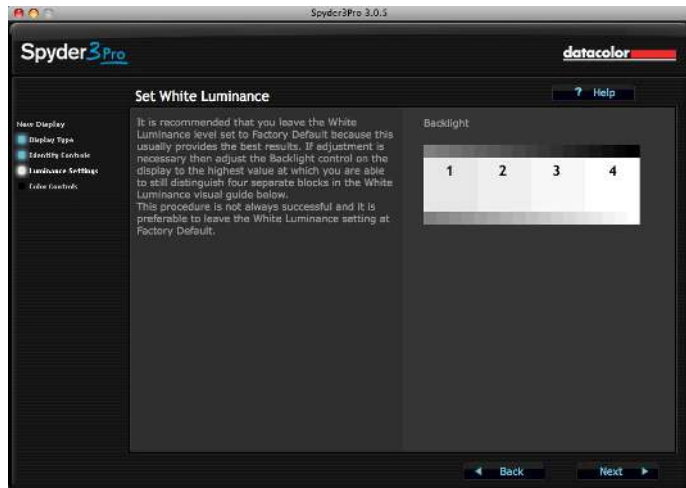 Spyder3Pro 3.0.5
Spyder3Pro
datacolor
Set White Luminance
? Help
New Display
Display Type
Identify Controls
Luminance Settings
Color Controls
It is recommended that you leave the White
Luminance level set to Factory Default because this
usually provides the best results. If adjustment is
necessary then adjust the Backlight control on the
display to the highest value at which you are able
to still distinguish four separate blocks in the White
Luminance visual guide below.
This procedure is not always successful and it is
preferable to leave the White Luminance setting at
Factory Default.
Backlight
1 2 3 4
Back
Next